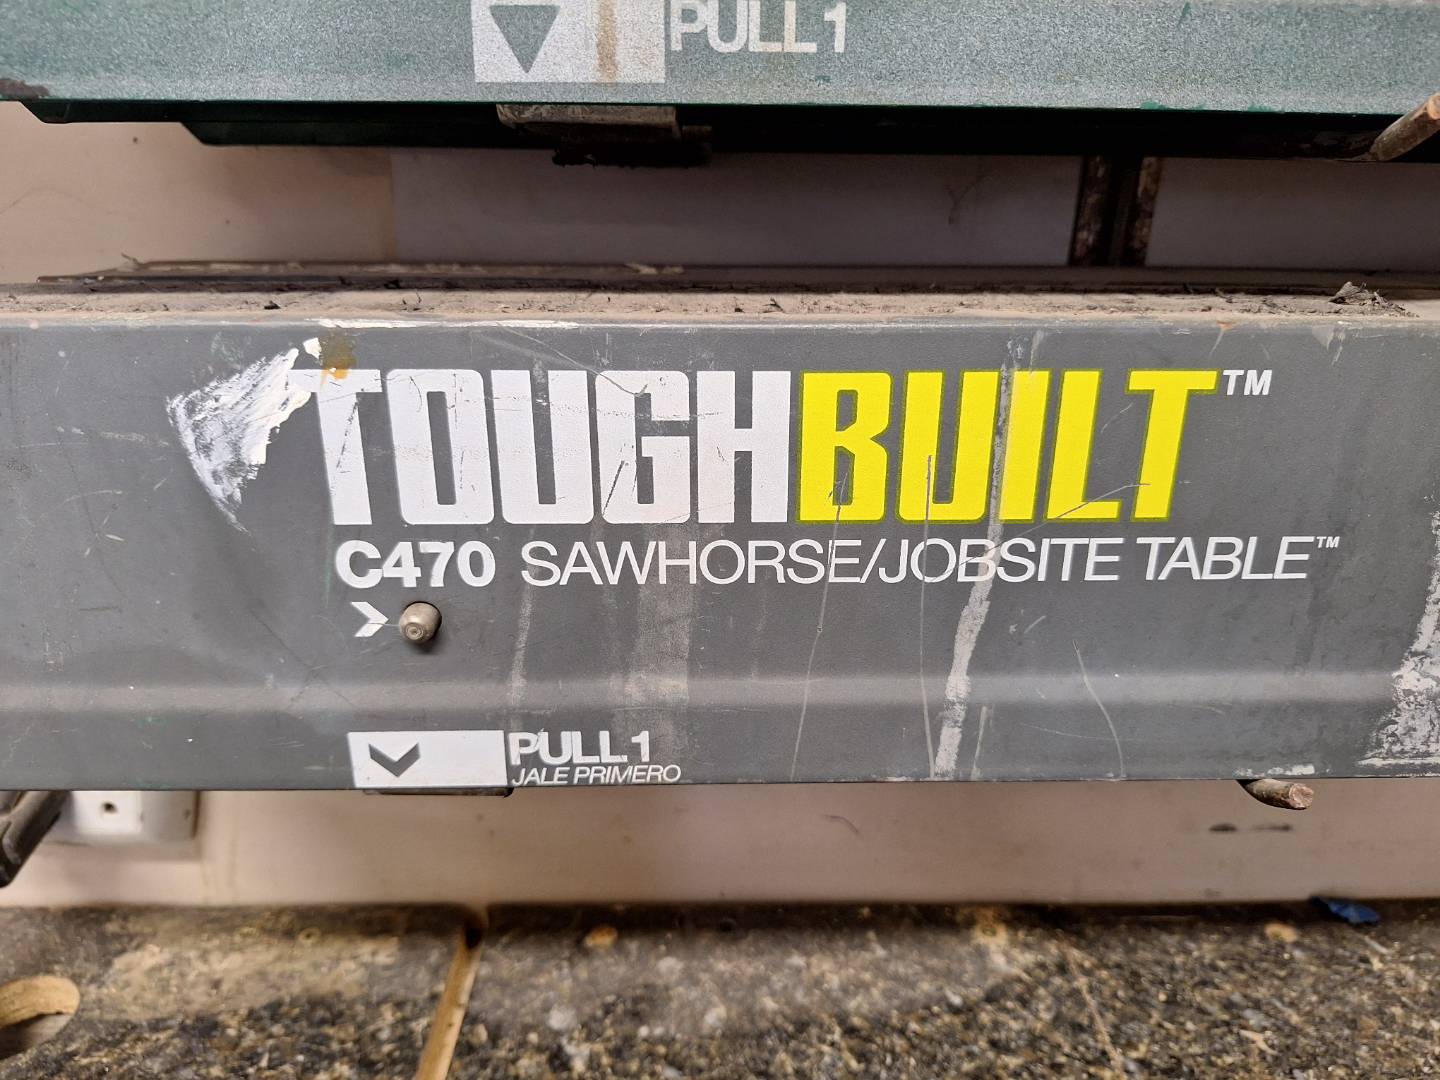 PULL 1
TOUGHBUILT™
C470 SAWHORSE/JOBSITE TABLE™
PULL 1
JALE PRIMERO